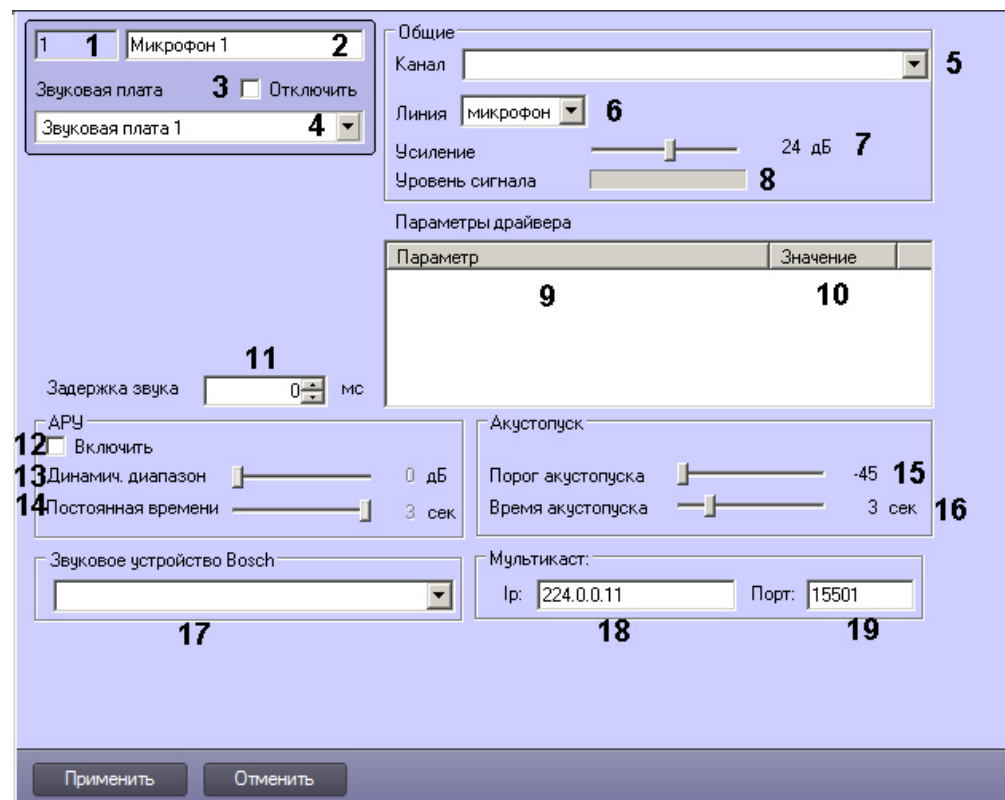 1 1 Микрофон 1 2
Звуковая плата 3 Отключить
Звуковая плата 1 4
Общие
Канал 5
Линия микрофон 6
Усиление 24 дБ 7
Уровень сигнала 8
Параметры драйвера
Параметр Значение
9 10
11
Задержка звука 0 мс
АРУ
12 Включить
13 Динамич. диапазон 0 дБ
14 Постоянная времени 3 сек
Акустопуск
Порог акустопуска -45 15
Время акустопуска 3 сек 16
Звуковое устройство Bosch
17
Мультикаст:
Ip: 224.0.0.11 Порт: 15501
18 19
Применить Отменить